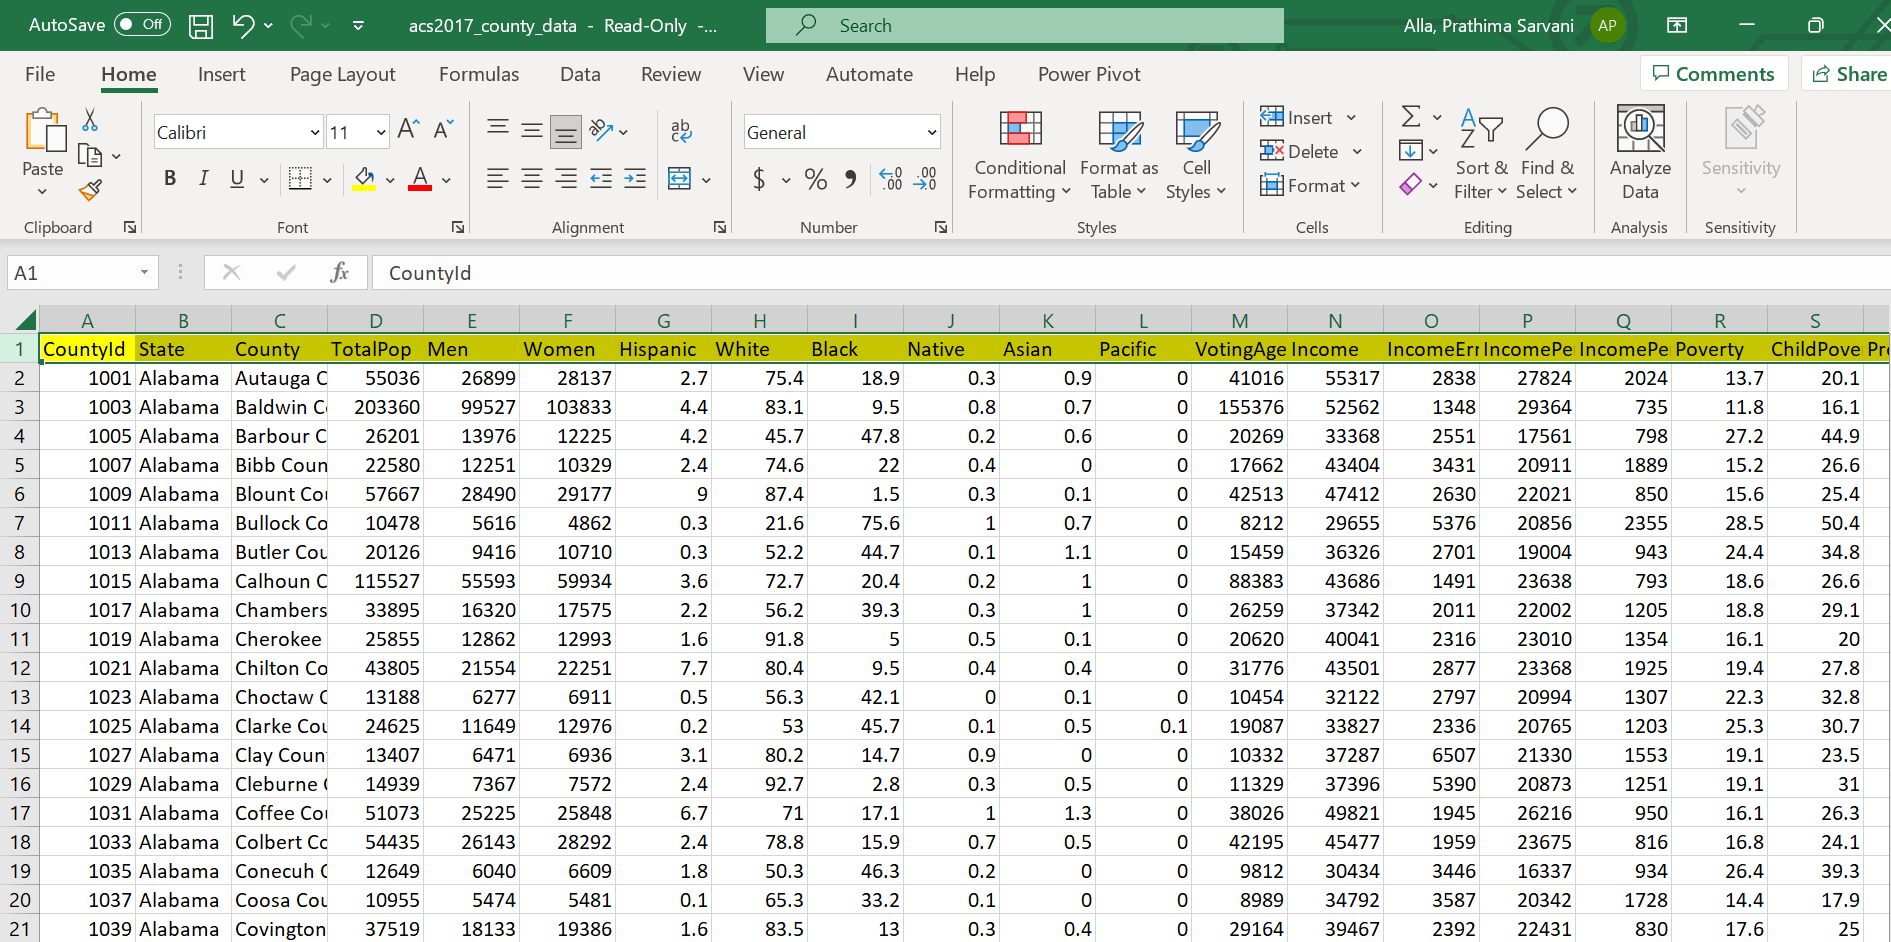 AutoSave Off acs2017_county_data - Read-Only -... Search Alla, Prathima Sarvani AP
File Home Insert Page Layout Formulas Data Review View Automate Help Power Pivot Comments Share
Calibri 11 A^ A˅ ab General Insert Σ
Paste B I U A $ % , .00 .00 Conditional Formatting Format as Table Cell Styles Delete Format Sort & Filter Find & Select Analyze Data Sensitivity
Clipboard Font Alignment Number Styles Cells Editing Analysis Sensitivity
A1 fx CountyId
A B C D E F G H I J K L M N O P Q R S
1 CountyId State County TotalPop Men Women Hispanic White Black Native Asian Pacific VotingAge Income IncomeErr IncomePe IncomePe Poverty ChildPove Pr
2 1001 Alabama Autauga C 55036 26899 28137 2.7 75.4 18.9 0.3 0.9 0 41016 55317 2838 27824 2024 13.7 20.1
3 1003 Alabama Baldwin C 203360 99527 103833 4.4 83.1 9.5 0.8 0.7 0 155376 52562 1348 29364 735 11.8 16.1
4 1005 Alabama Barbour C 26201 13976 12225 4.2 45.7 47.8 0.2 0.6 0 20269 33368 2551 17561 798 27.2 44.9
5 1007 Alabama Bibb Coun 22580 12251 10329 2.4 74.6 22 0.4 0 0 17662 43404 3431 20911 1889 15.2 26.6
6 1009 Alabama Blount Cou 57667 28490 29177 9 87.4 1.5 0.3 0.1 0 42513 47412 2630 22021 850 15.6 25.4
7 1011 Alabama Bullock Co 10478 5616 4862 0.3 21.6 75.6 1 0.7 0 8212 29655 5376 20856 2355 28.5 50.4
8 1013 Alabama Butler Cou 20126 9416 10710 0.3 52.2 44.7 0.1 1.1 0 15459 36326 2701 19004 943 24.4 34.8
9 1015 Alabama Calhoun C 115527 55593 59934 3.6 72.7 20.4 0.2 1 0 88383 43686 1491 23638 793 18.6 26.6
10 1017 Alabama Chambers 33895 16320 17575 2.2 56.2 39.3 0.3 1 0 26259 37342 2011 22002 1205 18.8 29.1
11 1019 Alabama Cherokee 25855 12862 12993 1.6 91.8 5 0.5 0.1 0 20620 40041 2316 23010 1354 16.1 20
12 1021 Alabama Chilton Co 43805 21554 22251 7.7 80.4 9.5 0.4 0.4 0 31776 43501 2877 23368 1925 19.4 27.8
13 1023 Alabama Choctaw C 13188 6277 6911 0.5 56.3 42.1 0 0.1 0 10454 32122 2797 20994 1307 22.3 32.8
14 1025 Alabama Clarke Cou 24625 11649 12976 0.2 53 45.7 0.1 0.5 0.1 19087 33827 2336 20765 1203 25.3 30.7
15 1027 Alabama Clay Coun 13407 6471 6936 3.1 80.2 14.7 0.9 0 0 10332 37287 6507 21330 1553 19.1 23.5
16 1029 Alabama Cleburne C 14939 7367 7572 2.4 92.7 2.8 0.3 0.5 0 11329 37396 5390 20873 1251 19.1 31
17 1031 Alabama Coffee Cou 51073 25225 25848 6.7 71 17.1 1 1.3 0 38026 49821 1945 26216 950 16.1 26.3
18 1033 Alabama Colbert Co 54435 26143 28292 2.4 78.8 15.9 0.7 0.5 0 42195 45477 1959 23675 816 16.8 24.1
19 1035 Alabama Conecuh C 12649 6040 6609 1.8 50.3 46.3 0.2 0 0 9812 30434 3446 16337 934 26.4 39.3
20 1037 Alabama Coosa Cou 10955 5474 5481 0.1 65.3 33.2 0.1 0 0 8989 34792 3587 20342 1728 14.4 17.9
21 1039 Alabama Covington 37519 18133 19386 1.6 83.5 13 0.3 0.4 0 29164 39467 2392 22431 830 17.6 25